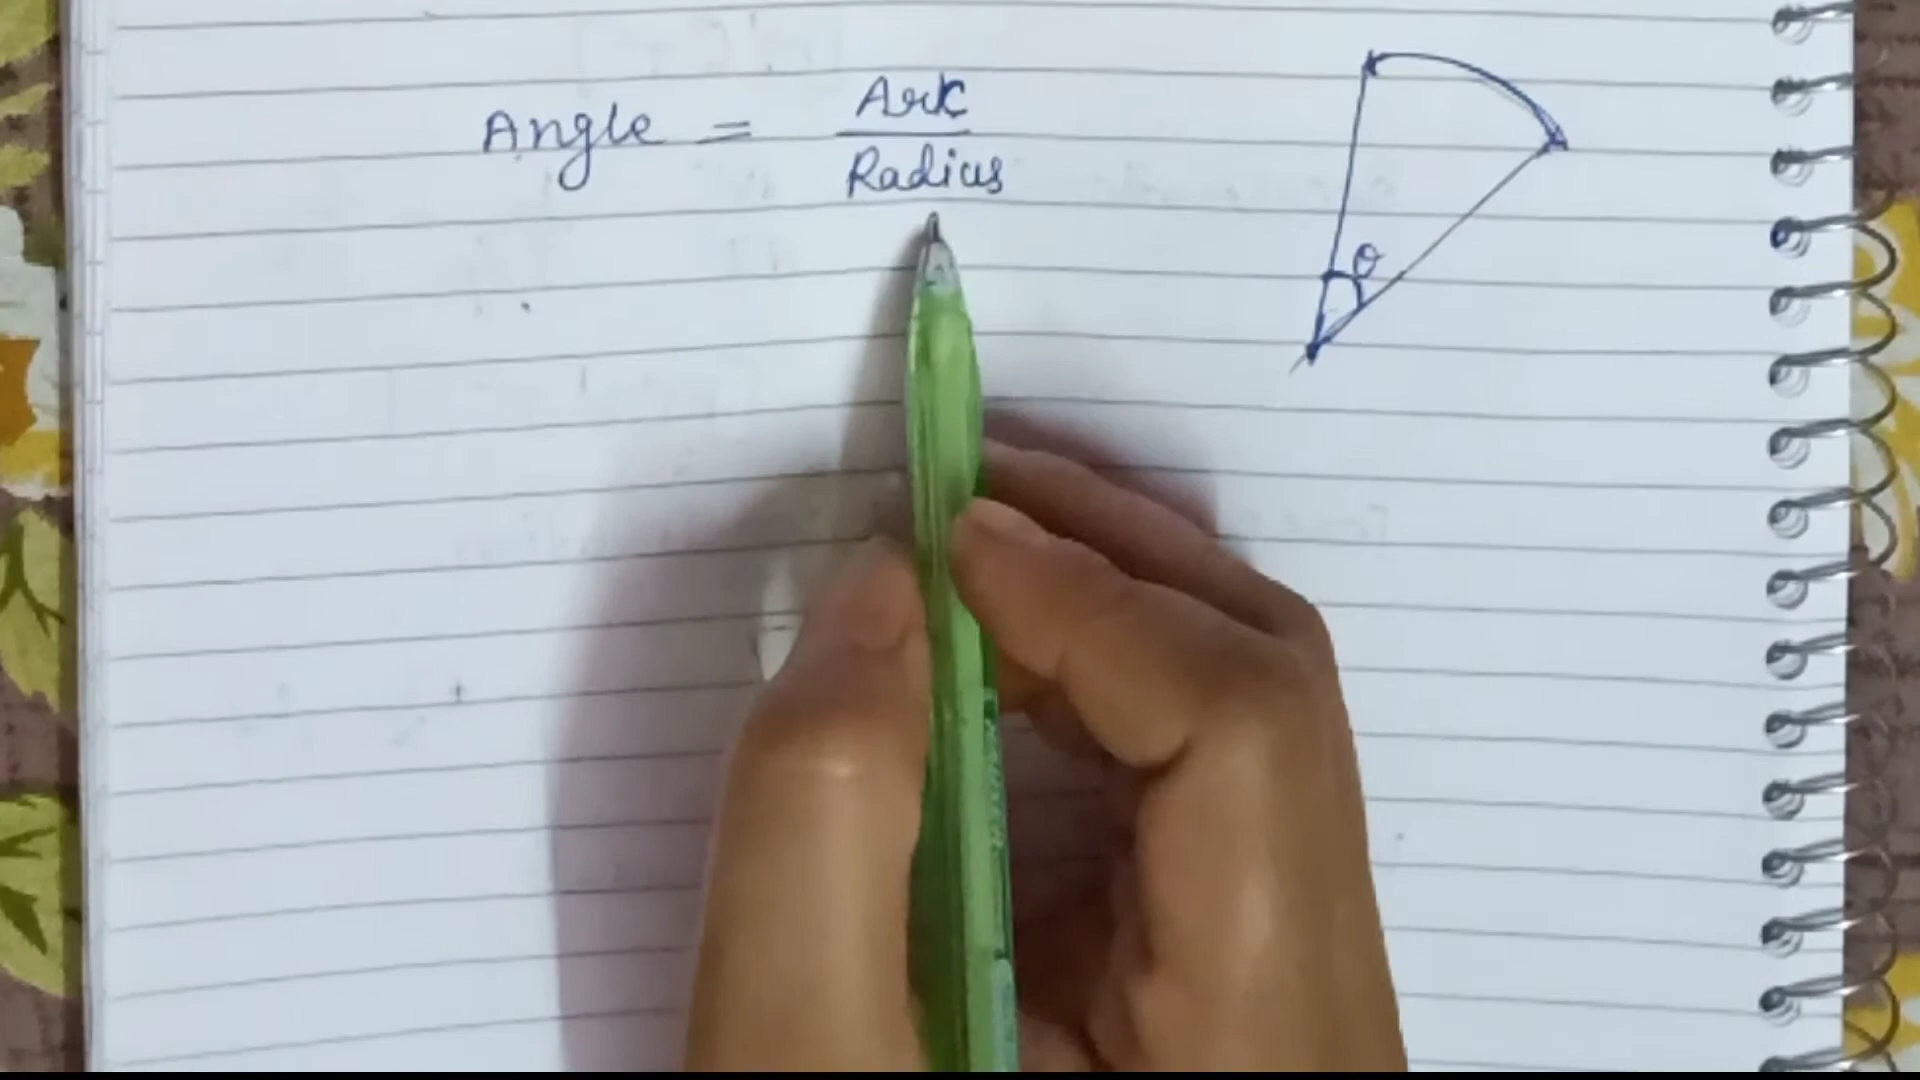 Angle = Arc
Radius
θ